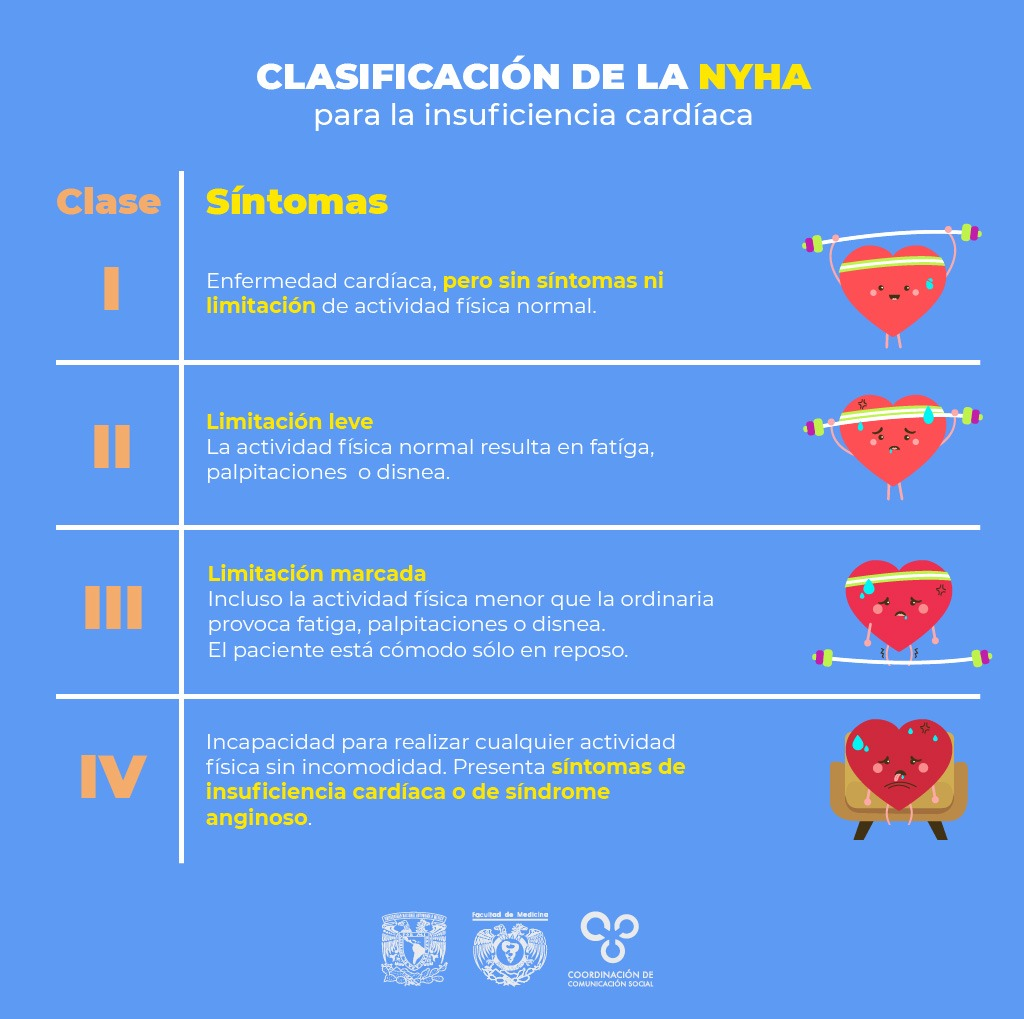 CLASIFICACIÓN DE LA NYHA
para la insuficiencia cardíaca
Clase
Síntomas
I
Enfermedad cardíaca, pero sin síntomas ni
limitación de actividad física normal.
II
Limitación leve
La actividad física normal resulta en fatíga,
palpitaciones o disnea.
III
Limitación marcada
Incluso la actividad física menor que la ordinaria
provoca fatiga, palpitaciones o disnea.
El paciente está cómodo sólo en reposo.
IV
Incapacidad para realizar cualquier actividad
física sin incomodidad. Presenta síntomas de
insuficiencia cardíaca o de síndrome
anginoso.
Facultad de Medicina
COORDINACIÓN DE
COMUNICACIÓN SOCIAL